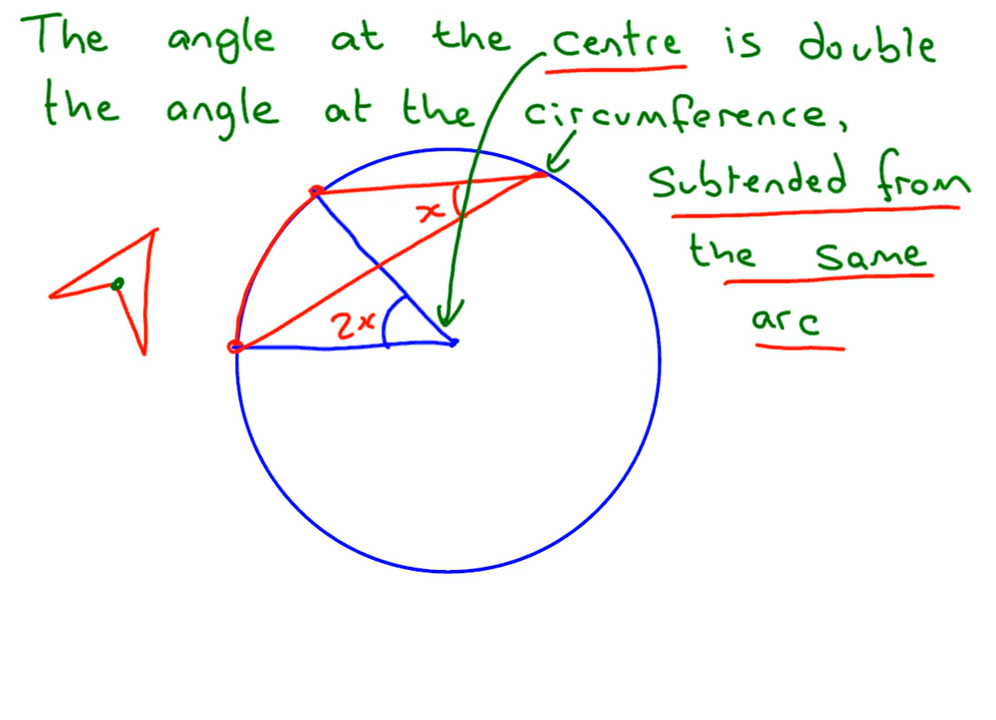 The angle at the centre is double
the angle at the circumference,
subtended from
the same
arc
x
2x